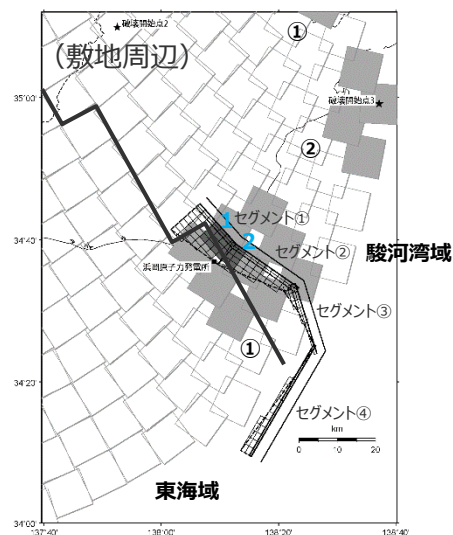 ★破壊開始点2
①
（敷地周辺）
35°00'
破壊開始点3★
②
1
セグメント①
34°40'
2
セグメント②
駿河湾域
浜岡原子力発電所
セグメント③
①
34°20'
セグメント④
km
0 10 20
東海域
34°00'
137°40' 138°00' 138°20' 138°40'